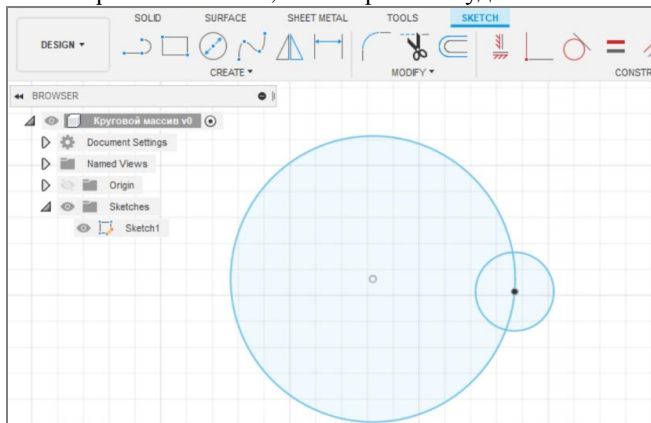 SOLID SURFACE SHEET METAL TOOLS SKETCH
DESIGN
CREATE MODIFY CONSTR
BROWSER
Круговой массив v0
Document Settings
Named Views
Origin
Sketches
Sketch1